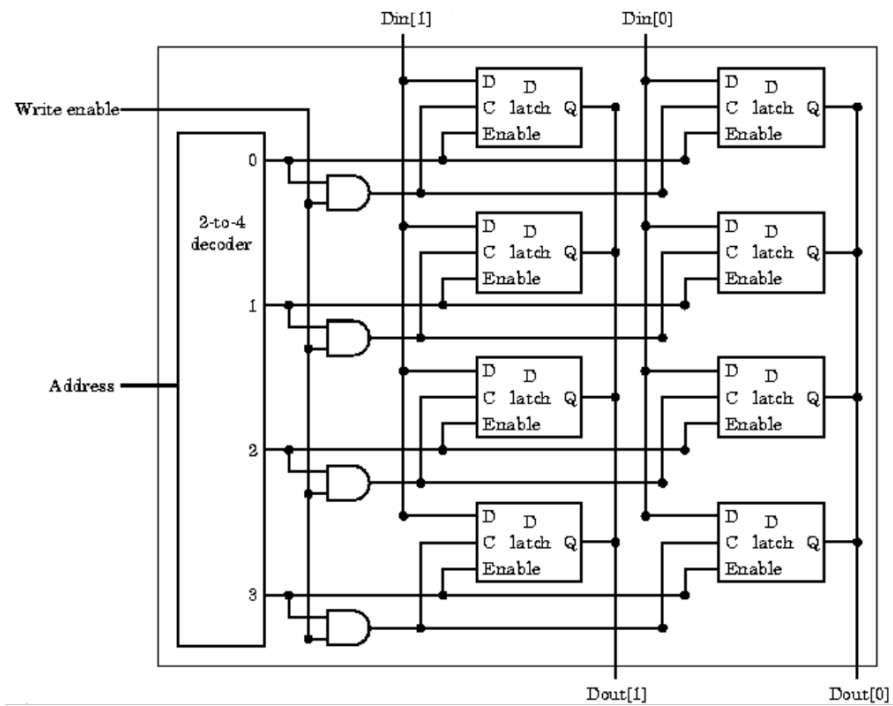 Din[1] Din[0]
Write enable
D D D D
C latch Q C latch Q
Enable Enable
0
2-to-4
decoder
D D D D
C latch Q C latch Q
Enable Enable
1
Address
D D D D
C latch Q C latch Q
Enable Enable
2
D D D D
C latch Q C latch Q
Enable Enable
3
Dout[1] Dout[0]